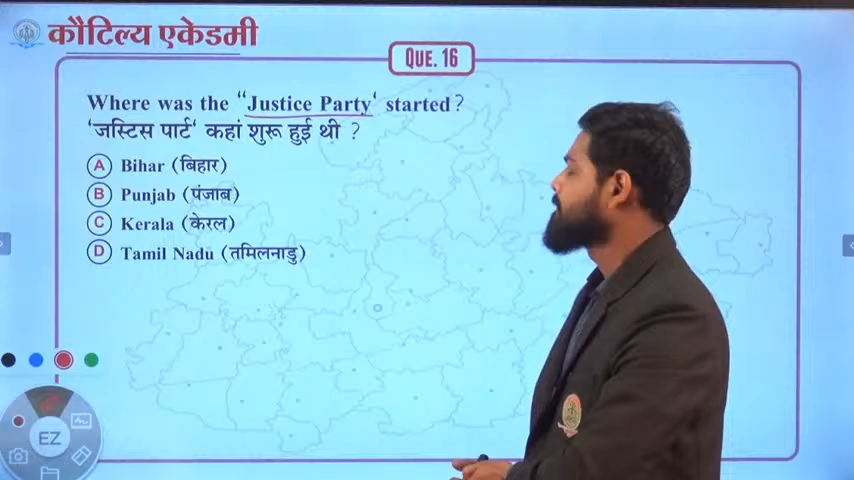 कौटिल्य एकेडमी
QUE. 16
Where was the “Justice Party‘ started?
‘जस्टिस पार्ट‘ कहां शुरू हुई थी ?
A Bihar (बिहार)
B Punjab (पंजाब)
C Kerala (केरल)
D Tamil Nadu (तमिलनाडु)
EZ